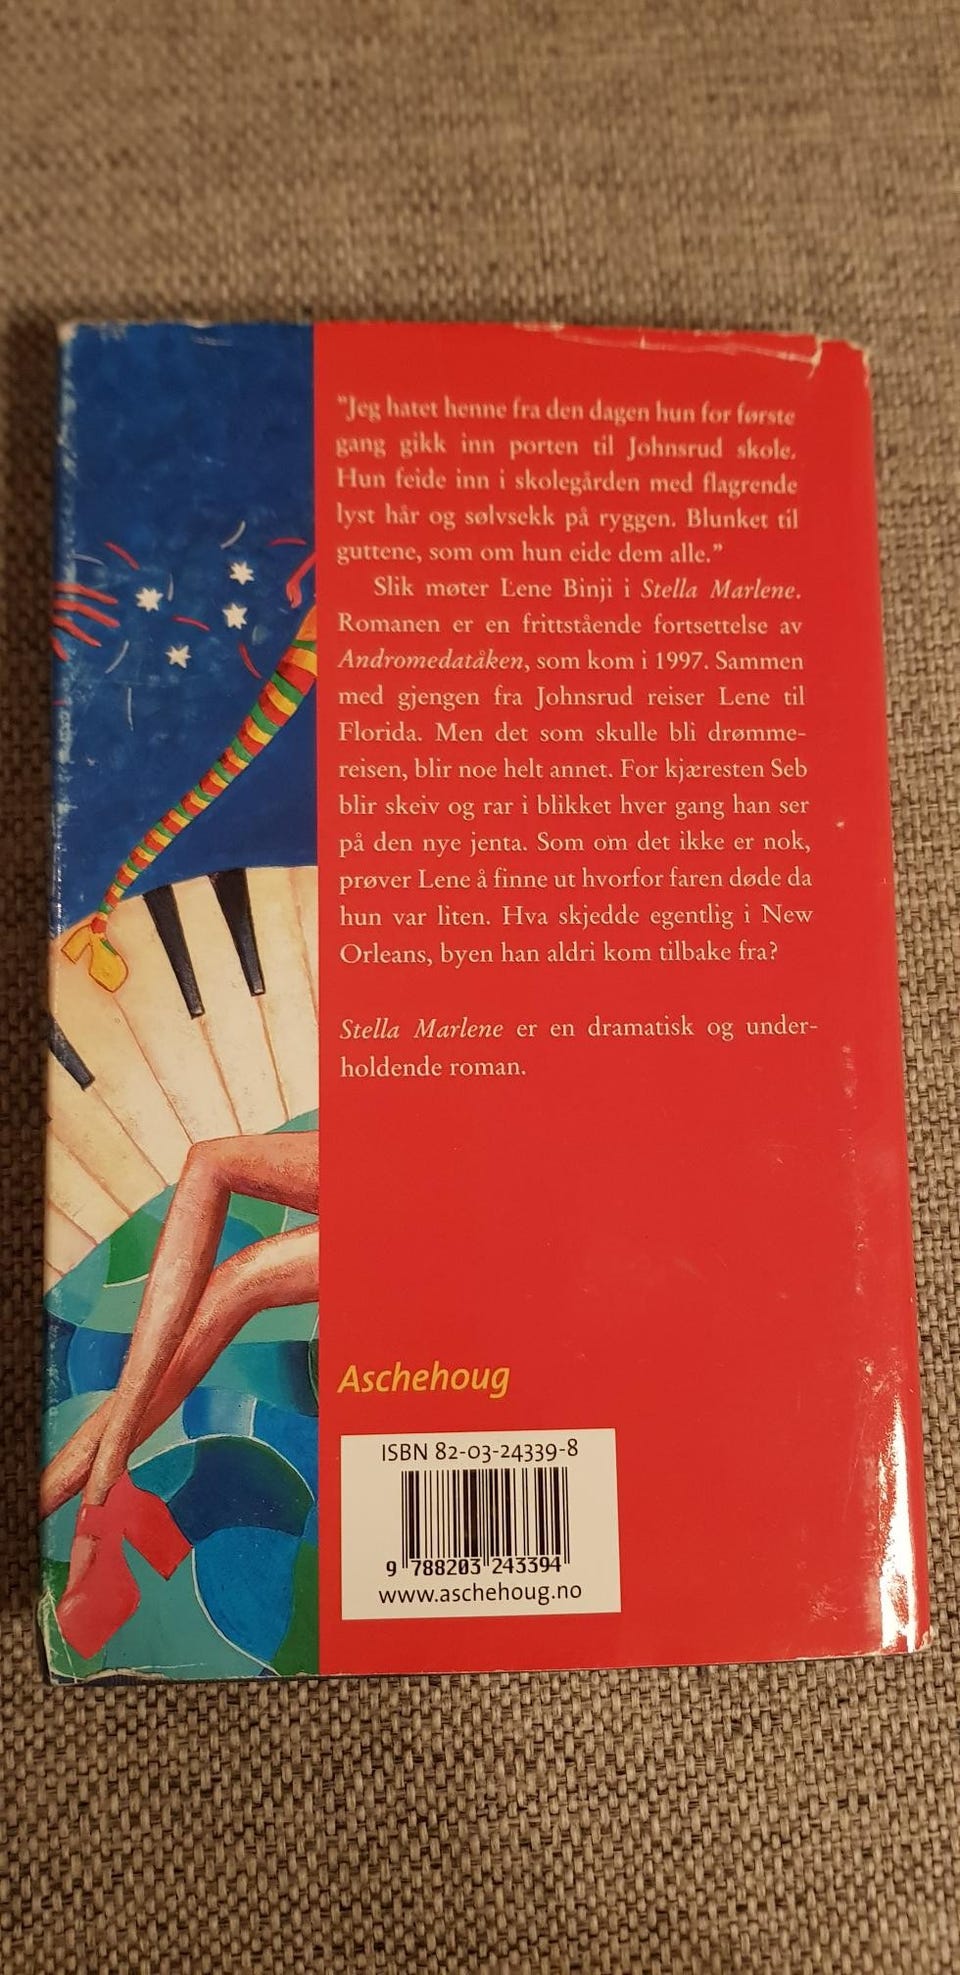 "Jeg hatet henne fra den dagen hun for første
gang gikk inn porten til Johnsrud skole.
Hun feide inn i skolegården med flagrende
lyst hår og sølvsekk på ryggen. Blunket til
guttene, som om hun eide dem alle."
Slik møter Lene Binji i Stella Marlene.
Romanen er en frittstående fortsettelse av
Andromedatåken, som kom i 1997. Sammen
med gjengen fra Johnsrud reiser Lene til
Florida. Men det som skulle bli drømme-
reisen, blir noe helt annet. For kjæresten Seb
blir skeiv og rar i blikket hver gang han ser
på den nye jenta. Som om det ikke er nok,
prøver Lene å finne ut hvorfor faren døde da
hun var liten. Hva skjedde egentlig i New
Orleans, byen han aldri kom tilbake fra?
Stella Marlene er en dramatisk og under-
holdende roman.
Aschehoug
ISBN 82-03-24339-8
9 788203 243394
www.aschehoug.no